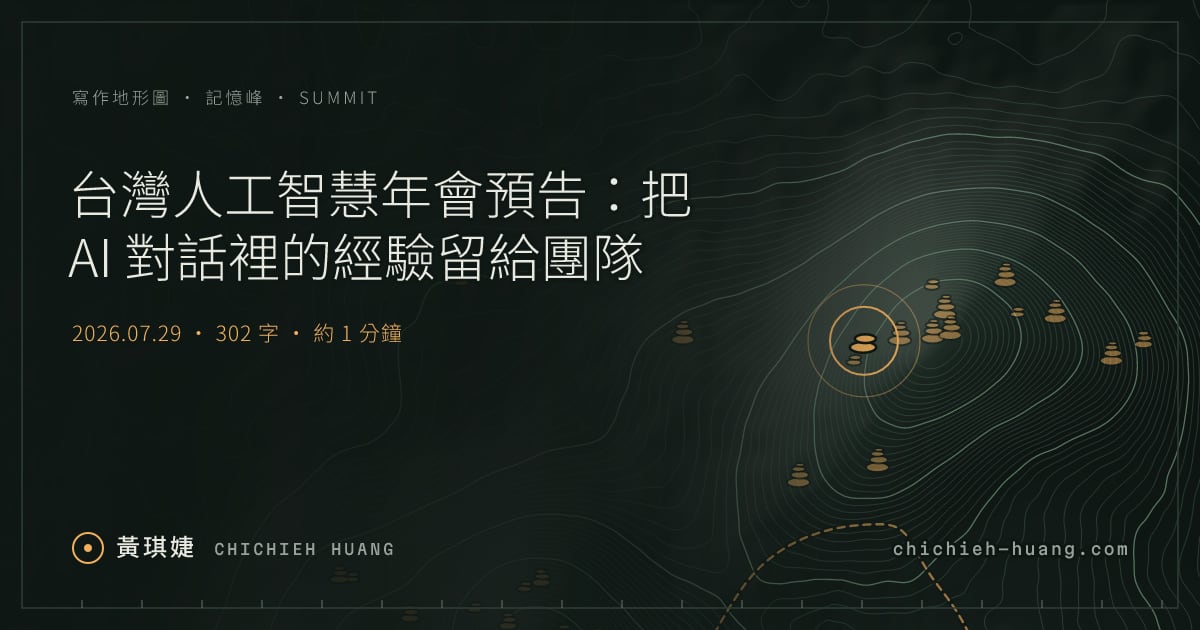 寫作地形圖 · 記憶峰 · SUMMIT
台灣人工智慧年會預告：把
AI 對話裡的經驗留給團隊
2026.07.29 · 302 字 · 約 1 分鐘
黃琪婕 CHICHIEH HUANG
chichieh-huang.com